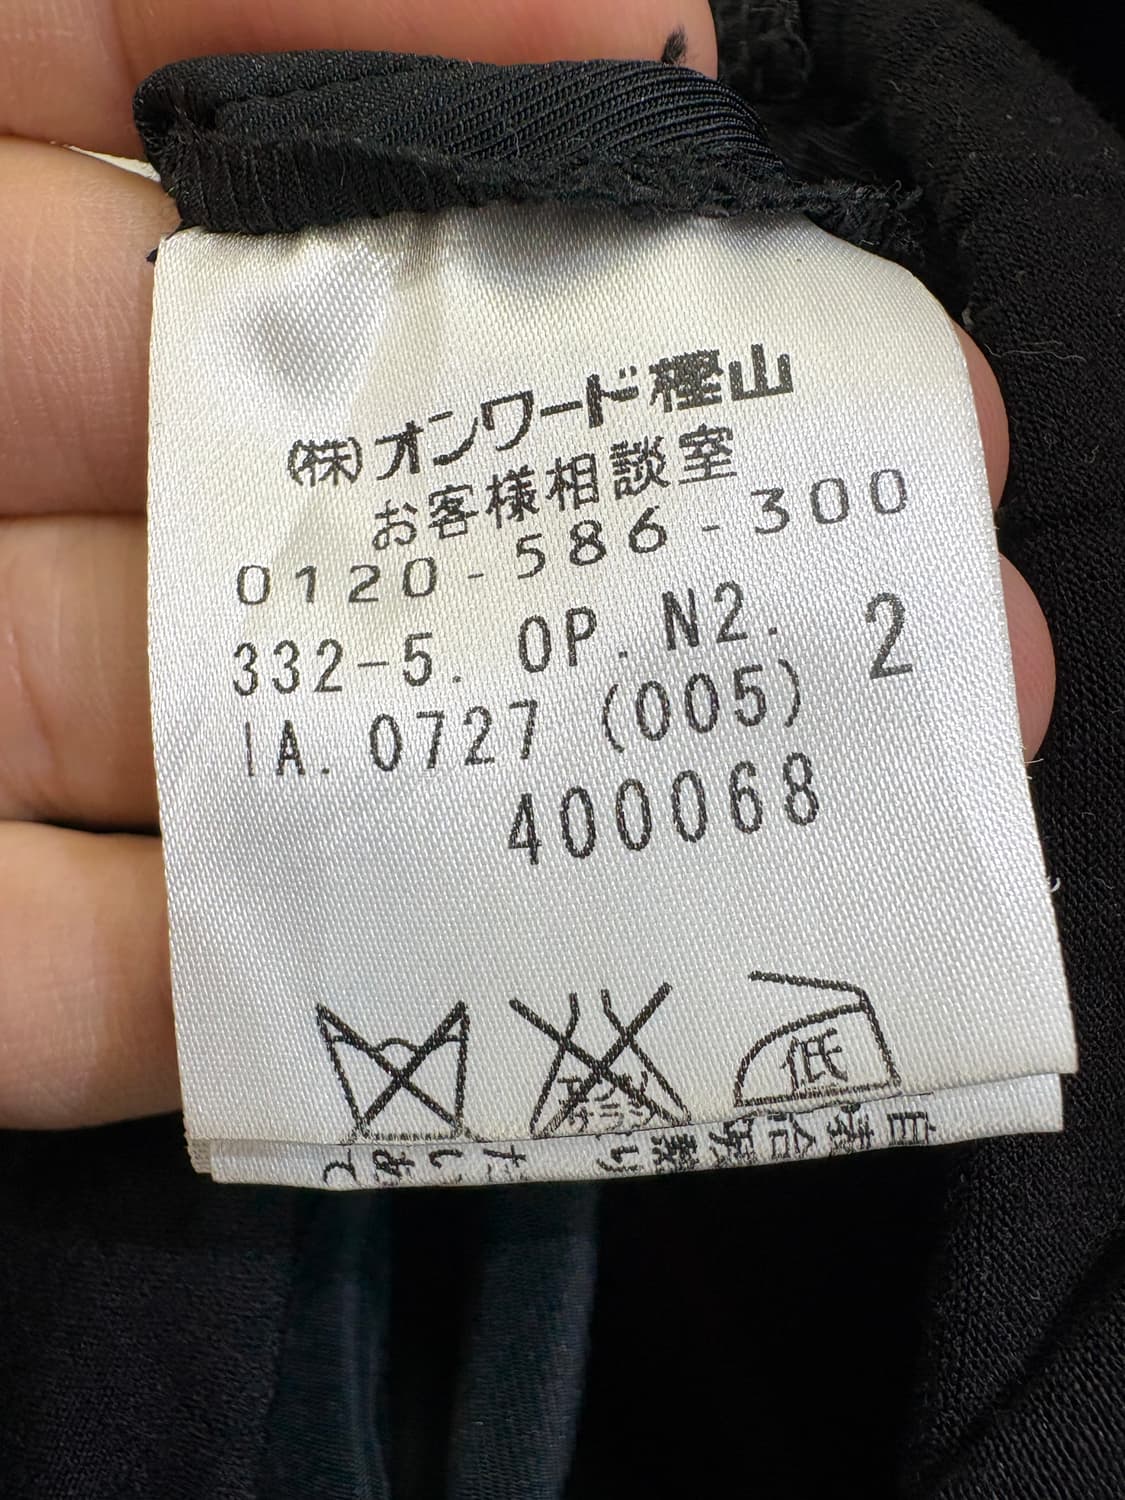 (株)オンワード樫山
お客様相談室
0120-586-300
332-5. OP. N2. 2
IA. 0727 (005)
400068
低